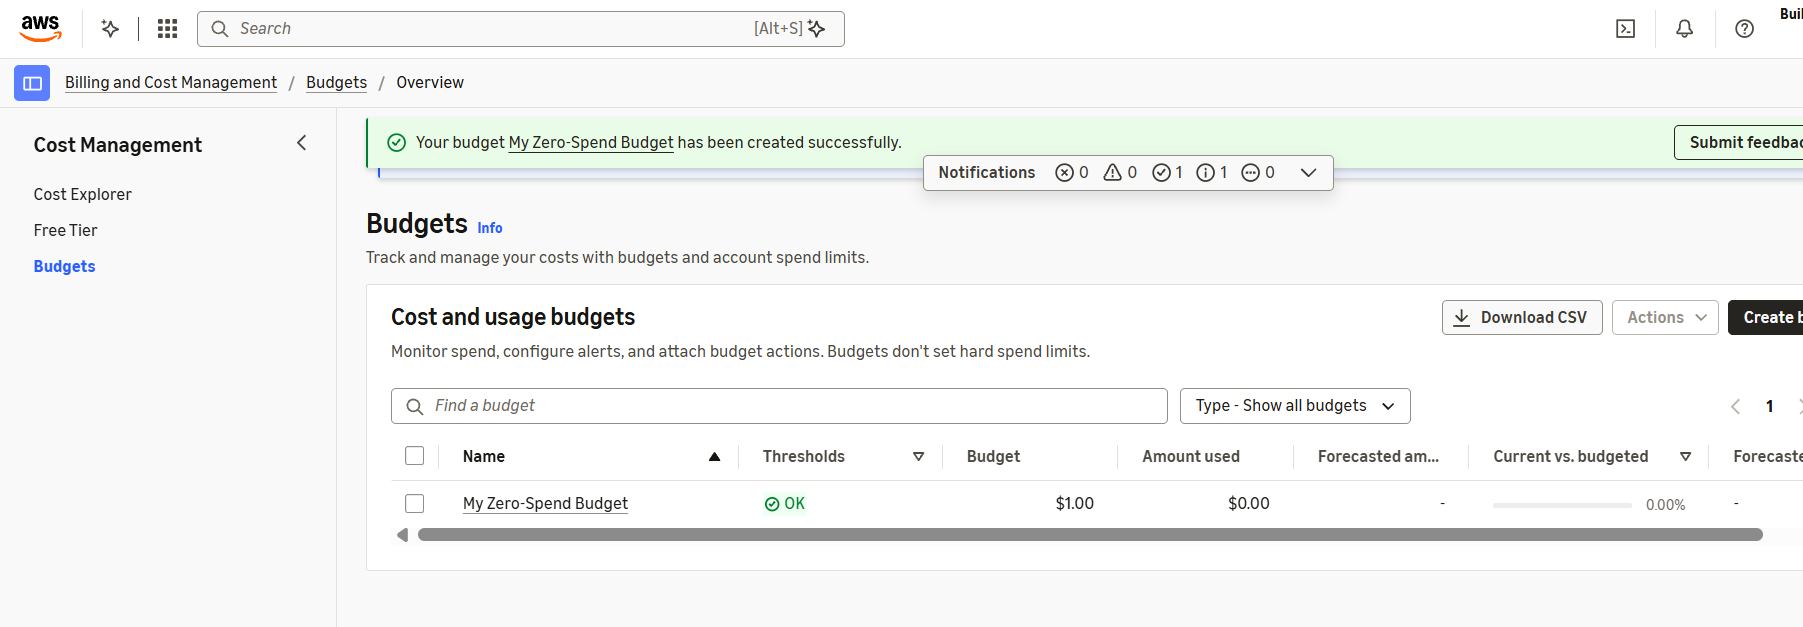 aws
Search [Alt+S]
Buil
Billing and Cost Management / Budgets / Overview
Cost Management
Cost Explorer
Free Tier
Budgets
Your budget My Zero-Spend Budget has been created successfully.
Submit feedbac
Notifications 0 0 1 1 0
Budgets Info
Track and manage your costs with budgets and account spend limits.
Cost and usage budgets
Download CSV
Actions
Create b
Monitor spend, configure alerts, and attach budget actions. Budgets don't set hard spend limits.
Find a budget
Type - Show all budgets
1
Name Thresholds Budget Amount used Forecasted am... Current vs. budgeted Forecaste
My Zero-Spend Budget OK $1.00 $0.00 - 0.00% -